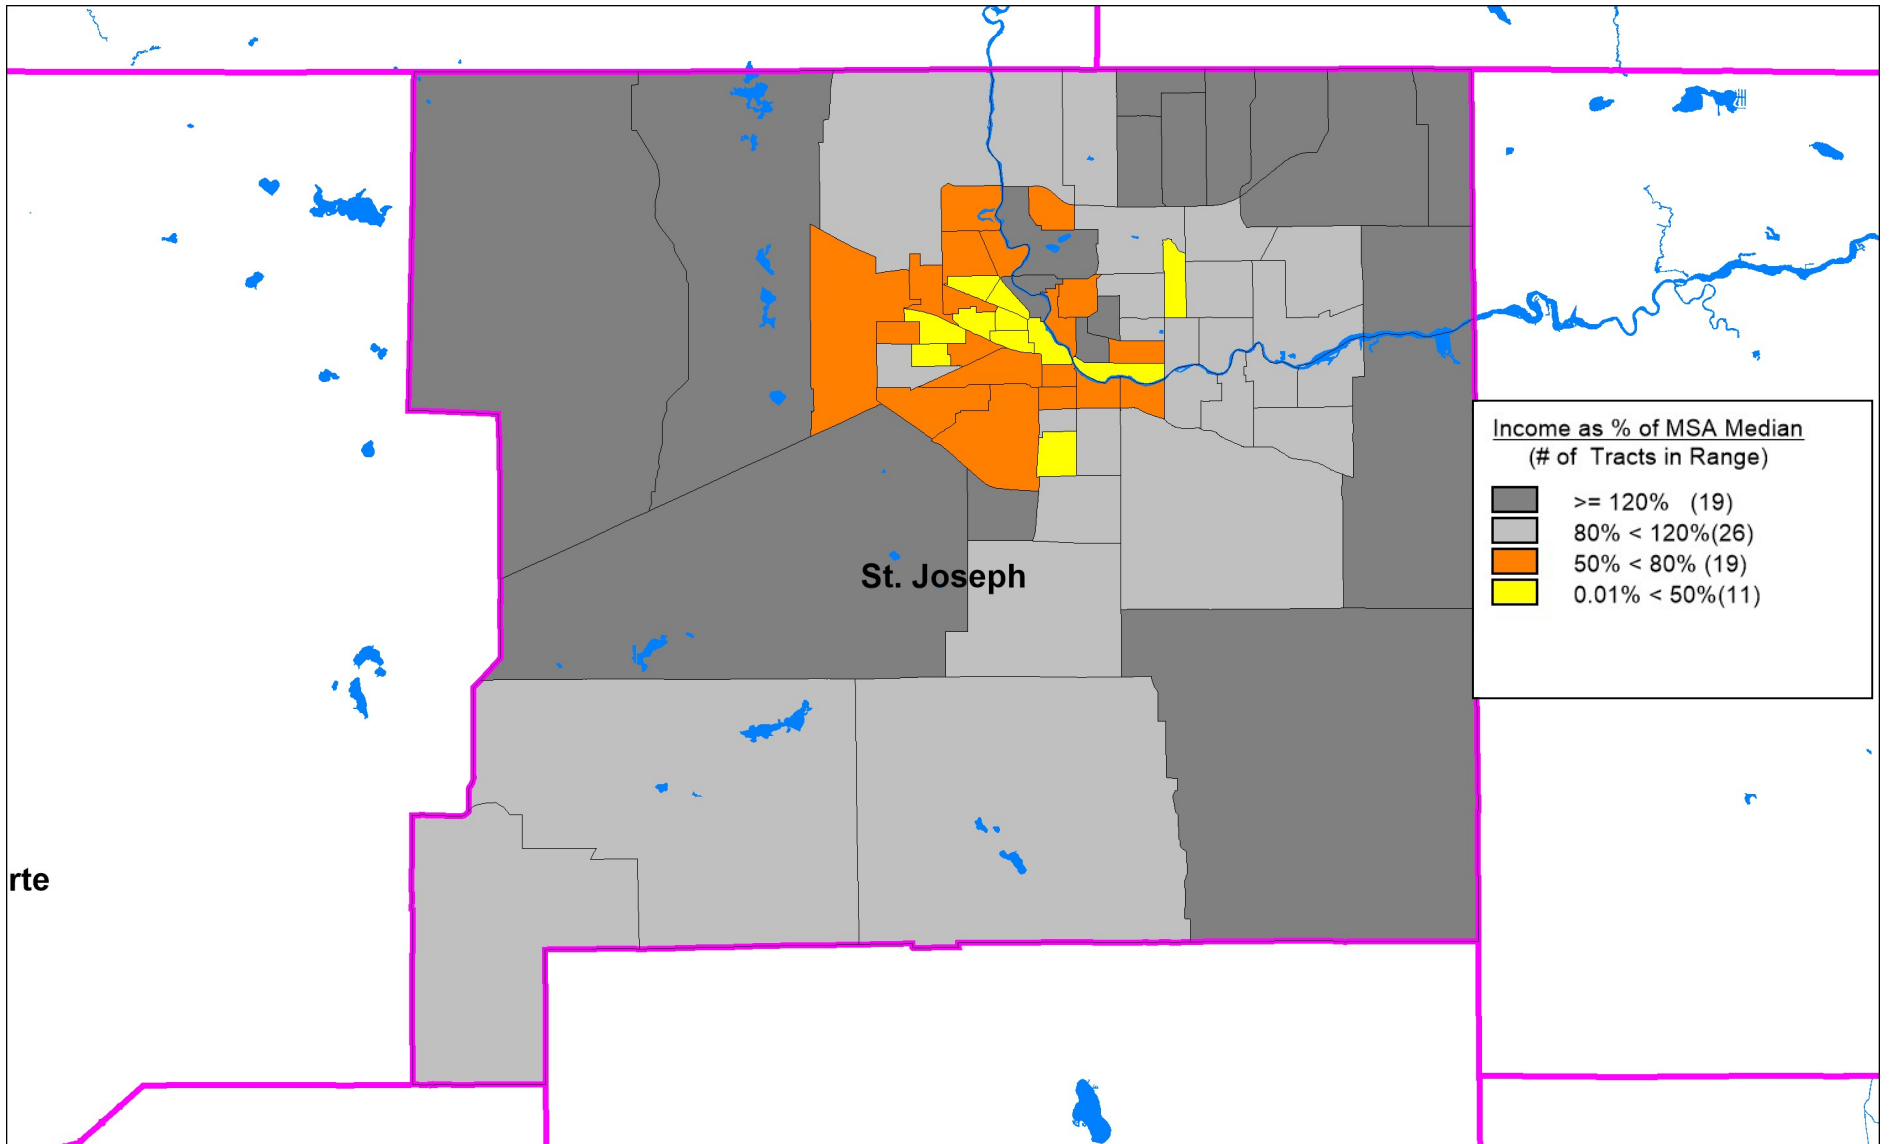 Income as % of MSA Median
(# of Tracts in Range)
>= 120% (19)
80% < 120%(26)
50% < 80% (19)
0.01% < 50%(11)
St. Joseph
rte